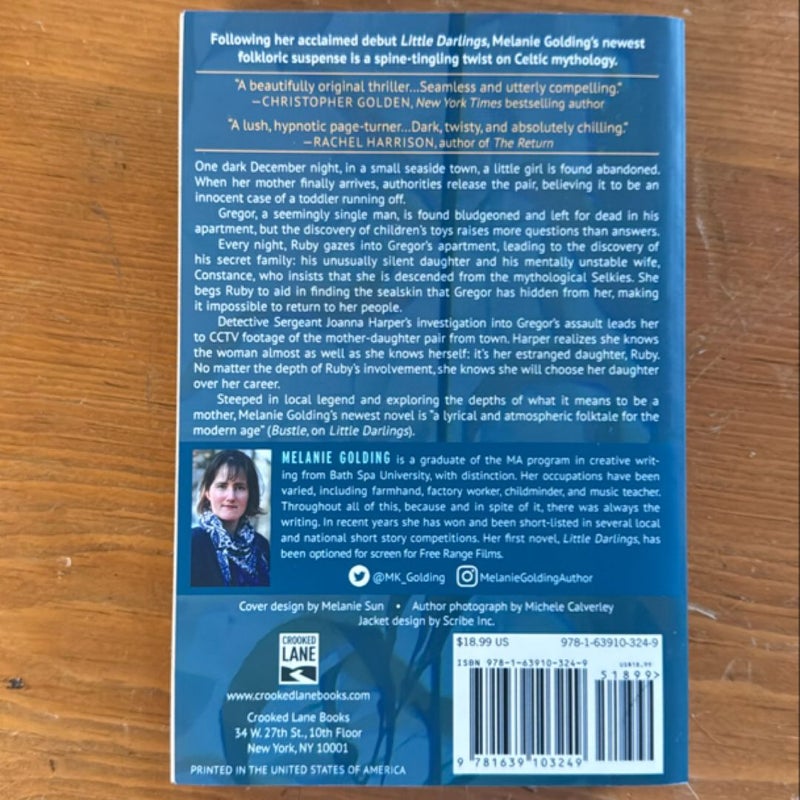 Following her acclaimed debut Little Darlings, Melanie Golding's newest
folkloric suspense is a spine-tingling twist on Celtic mythology.
"A beautifully original thriller...Seamless and utterly compelling."
—CHRISTOPHER GOLDEN, New York Times bestselling author
"A lush, hypnotic page-turner...Dark, twisty, and absolutely chilling."
—RACHEL HARRISON, author of The Return
One dark December night, in a small seaside town, a little girl is found abandoned.
When her mother finally arrives, authorities release the pair, believing it to be an
innocent case of a toddler running off.
Gregor, a seemingly single man, is found bludgeoned and left for dead in his
apartment, but the discovery of children's toys raises more questions than answers.
Every night, Ruby gazes into Gregor's apartment, leading to the discovery of
his secret family: his unusually silent daughter and his mentally unstable wife,
Constance, who insists that she is descended from the mythological Selkies. She
begs Ruby to aid in finding the sealskin that Gregor has hidden from her, making
it impossible to return to her people.
Detective Sergeant Joanna Harper's investigation into Gregor's assault leads her
to CCTV footage of the mother-daughter pair from town. Harper realizes she knows
the woman almost as well as she knows herself: it's her estranged daughter, Ruby.
No matter the depth of Ruby's involvement, she knows she will choose her daughter
over her career.
Steeped in local legend and exploring the depths of what it means to be a
mother, Melanie Golding's newest novel is "a lyrical and atmospheric folktale for the
modern age" (Bustle, on Little Darlings).
MELANIE GOLDING is a graduate of the MA program in creative writ-
ing from Bath Spa University, with distinction. Her occupations have been
varied, including farmhand, factory worker, childminder, and music teacher.
Throughout all of this, because and in spite of it, there was always the
writing. In recent years she has won and been short-listed in several local
and national short story competitions. Her first novel, Little Darlings, has
been optioned for screen for Free Range Films.
@MK_Golding MelanieGoldingAuthor
Cover design by Melanie Sun • Author photograph by Michele Calverley
Jacket design by Scribe Inc.
CROOKED
LANE
www.crookedlanebooks.com
Crooked Lane Books
34 W. 27th St., 10th Floor
New York, NY 10001
PRINTED IN THE UNITED STATES OF AMERICA
$18.99 US 978-1-63910-324-9
ISBN 978-1-63910-324-9 US$18.99
51899>
9 781639 103249